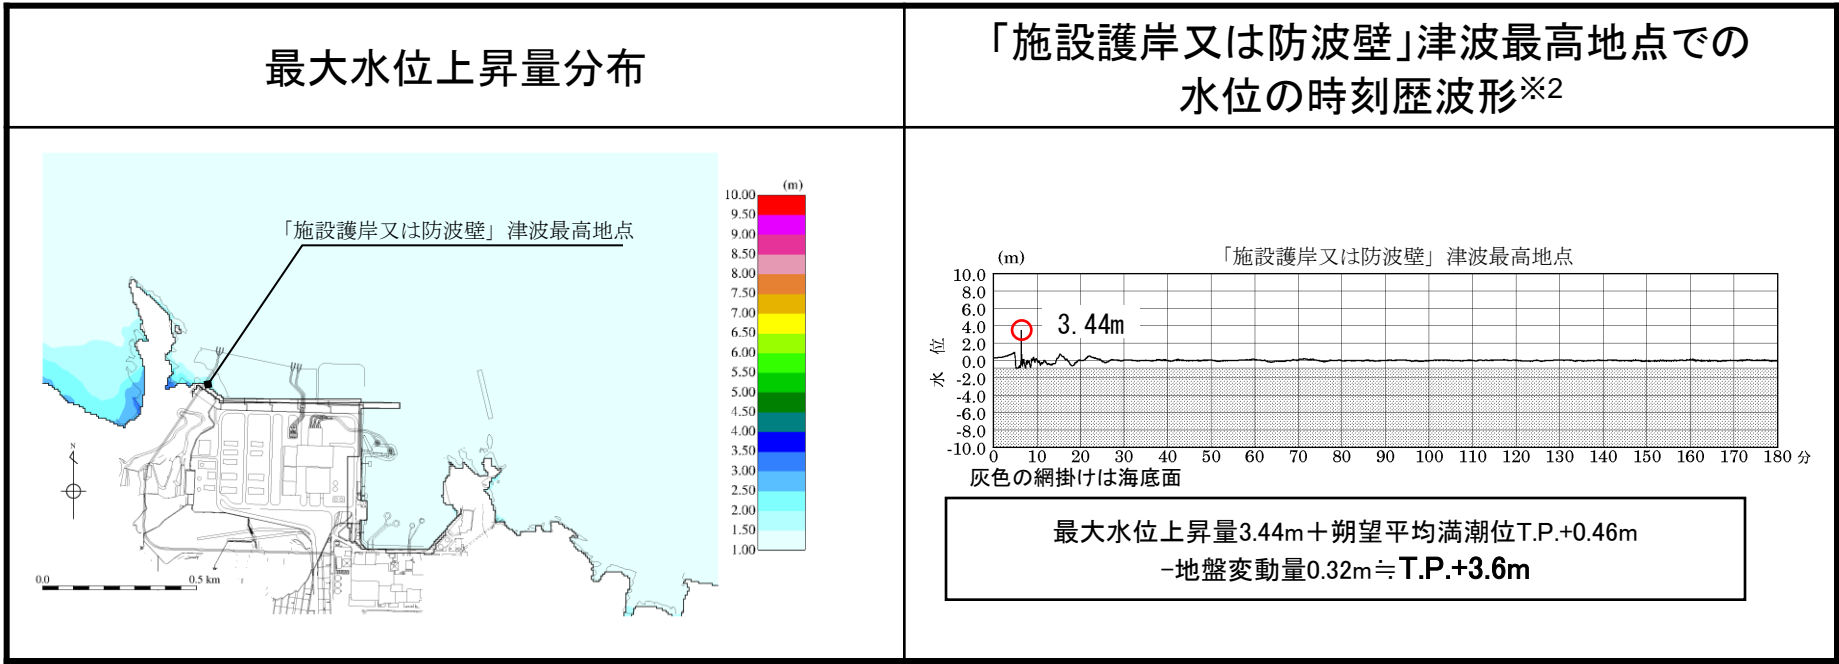 最大水位上昇量分布
「施設護岸又は防波壁」津波最高地点での
水位の時刻歴波形※2
(m)
10.00
9.50
9.00
8.50
8.00
7.50
7.00
6.50
6.00
5.50
5.00
4.50
4.00
3.50
3.00
2.50
2.00
1.50
1.00
「施設護岸又は防波壁」津波最高地点
N
0.0
0.5 km
(m)
「施設護岸又は防波壁」津波最高地点
10.0
8.0
6.0
4.0
2.0
0.0
-2.0
-4.0
-6.0
-8.0
-10.0
水位
3.44m
0 10 20 30 40 50 60 70 80 90 100 110 120 130 140 150 160 170 180 分
灰色の網掛けは海底面
最大水位上昇量3.44m+朔望平均満潮位T.P.+0.46m
-地盤変動量0.32m≒T.P.+3.6m